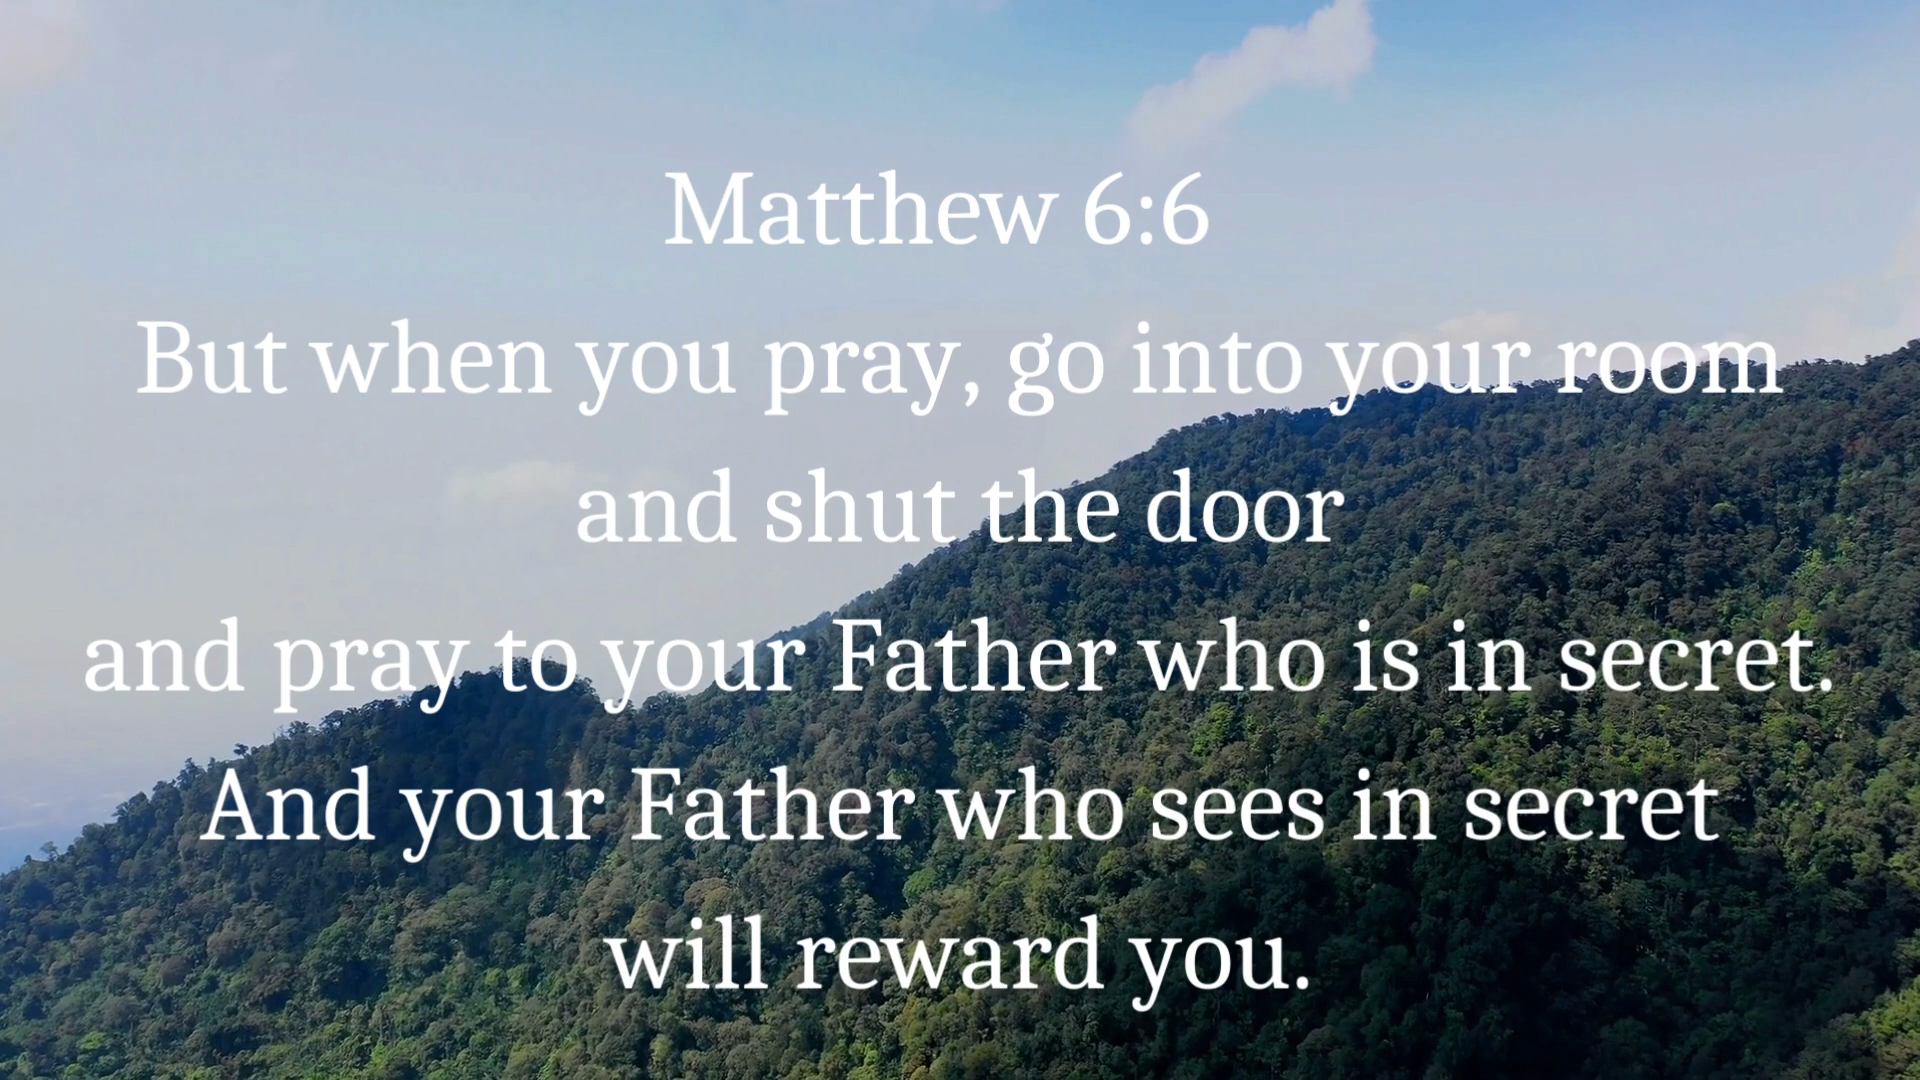 Matthew 6:6
But when you pray, go into your room
and shut the door
and pray to your Father who is in secret.
And your Father who sees in secret
will reward you.